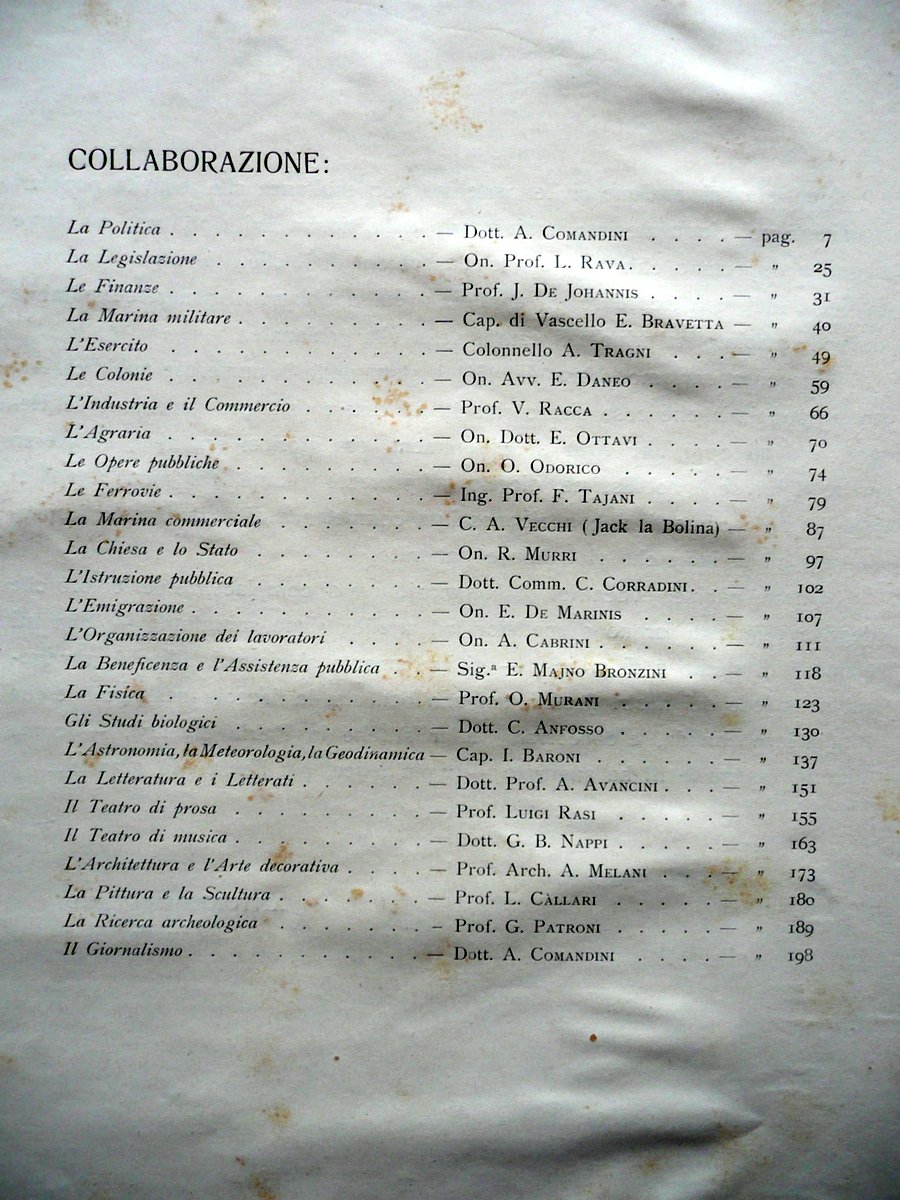 COLLABORAZIONE:
La Politica . . . . . . . . . . . . — Dott. A. COMANDINI . . . . — pag. 7
La Legislazione . . . . . . . . . . . — On. Prof. L. RAVA. . . . . — „ 25
Le Finanze . . . . . . . . . . . . — Prof. J. DE JOHANNIS . . . . — „ 31
La Marina militare . . . . . . . . . — Cap. di Vascello E. BRAVETTA — „ 40
L'Esercito . . . . . . . . . . . . — Colonnello A. TRAGNI . . . . — „ 49
Le Colonie . . . . . . . . . . . . — On. Avv. E. DANEO . . . . — „ 59
L'Industria e il Commercio . . . . . . — Prof. V. RACCA . . . . . . — „ 66
L'Agraria . . . . . . . . . . . . — On. Dott. E. OTTAVI . . . . — „ 70
Le Opere pubbliche . . . . . . . . . — On. O. ODORICO . . . . . — „ 74
Le Ferrovie . . . . . . . . . . . . — Ing. Prof. F. TAJANI . . . . — „ 79
La Marina commerciale . . . . . . . — C. A. VECCHI (Jack la Bolina) — „ 87
La Chiesa e lo Stato . . . . . . . . — On. R. MURRI . . . . . . — „ 97
L'Istruzione pubblica . . . . . . . . — Dott. Comm. C. CORRADINI. . — „ 102
L'Emigrazione . . . . . . . . . . . — On. E. DE MARINIS . . . . — „ 107
L'Organizzazione dei lavoratori . . . . — On. A. CABRINI . . . . . . — „ 111
La Beneficenza e l'Assistenza pubblica . . — Sig.ª E. MAJNO BRONZINI . . — „ 118
La Fisica . . . . . . . . . . . . — Prof. O. MURANI . . . . . — „ 123
Gli Studi biologici . . . . . . . . . — Dott. C. ANFOSSO . . . . . — „ 130
L'Astronomia, la Meteorologia, la Geodinamica — Cap. I. BARONI . . . . . . — „ 137
La Letteratura e i Letterati . . . . . . — Dott. Prof. A. AVANCINI . . . — „ 151
Il Teatro di prosa . . . . . . . . . — Prof. LUIGI RASI . . . . . — „ 155
Il Teatro di musica . . . . . . . . . — Dott. G. B. NAPPI . . . . . — „ 163
L'Architettura e l'Arte decorativa . . . . — Prof. Arch. A. MELANI . . . . — „ 173
La Pittura e la Scultura . . . . . . . — Prof. L. CÀLLARI . . . . . — „ 180
La Ricerca archeologica . . . . . . . – Prof. G. PATRONI . . . . . — „ 189
Il Giornalismo . . . . . . . . . . . — Dott. A. COMANDINI . . . . — „ 198